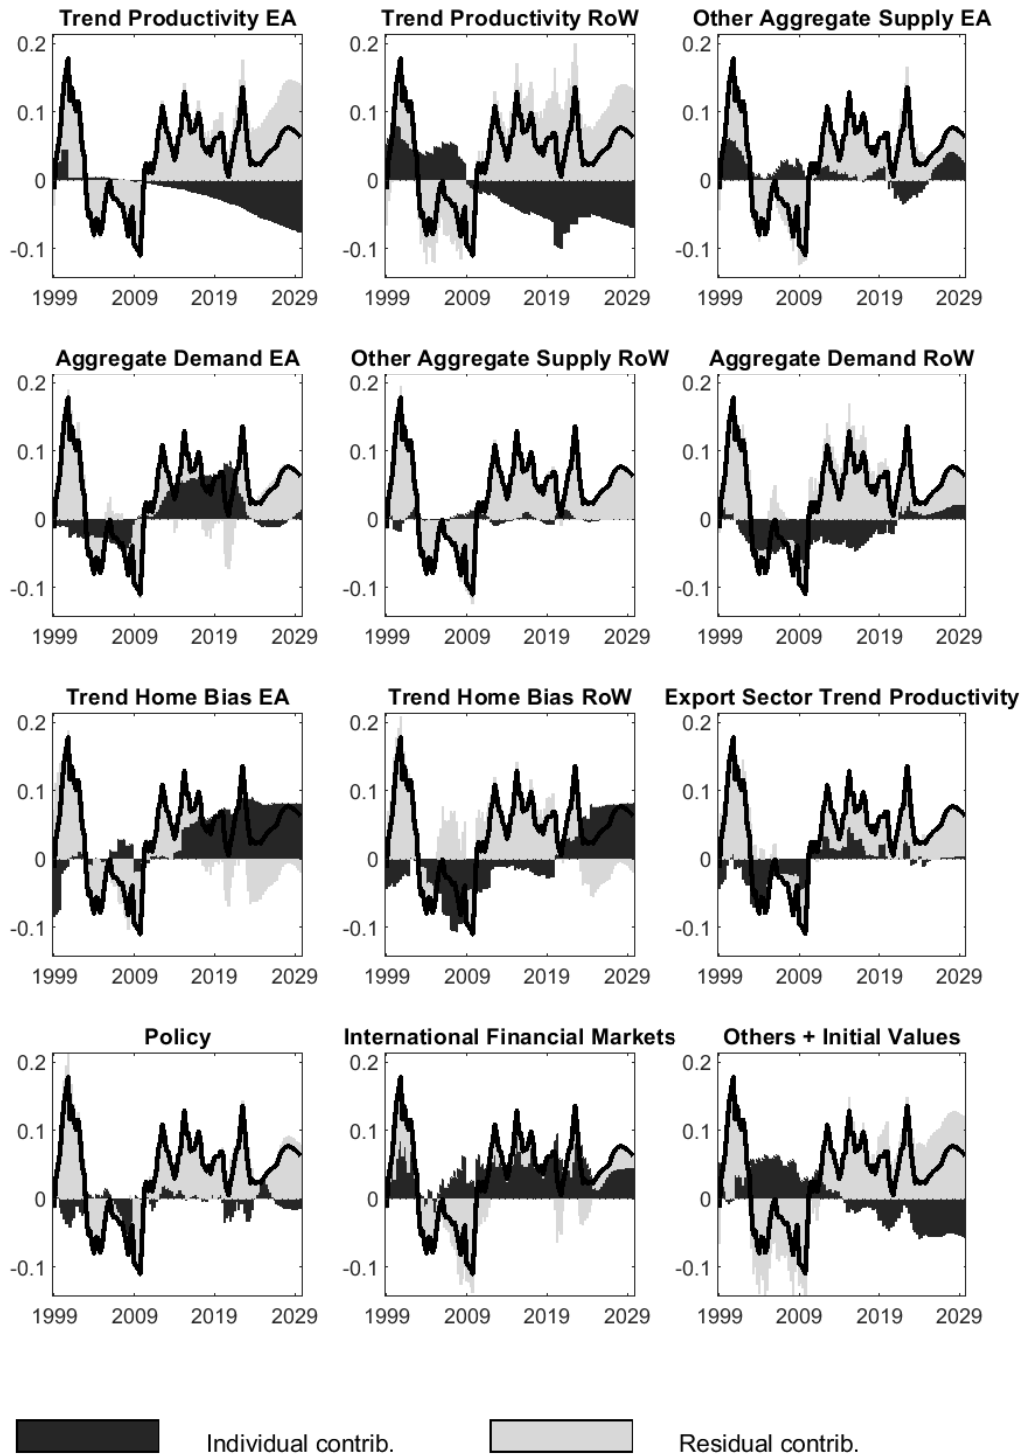 Trend Productivity EA Trend Productivity RoW Other Aggregate Supply EA
0.2 0.2 0.2
0.1 0.1 0.1
0 0 0
-0.1 -0.1 -0.1
1999 2009 2019 2029 1999 2009 2019 2029 1999 2009 2019 2029
Aggregate Demand EA Other Aggregate Supply RoW Aggregate Demand RoW
0.2 0.2 0.2
0.1 0.1 0.1
0 0 0
-0.1 -0.1 -0.1
1999 2009 2019 2029 1999 2009 2019 2029 1999 2009 2019 2029
Trend Home Bias EA Trend Home Bias RoW Export Sector Trend Productivity
0.2 0.2 0.2
0.1 0.1 0.1
0 0 0
-0.1 -0.1 -0.1
1999 2009 2019 2029 1999 2009 2019 2029 1999 2009 2019 2029
Policy International Financial Markets Others + Initial Values
0.2 0.2 0.2
0.1 0.1 0.1
0 0 0
-0.1 -0.1 -0.1
1999 2009 2019 2029 1999 2009 2019 2029 1999 2009 2019 2029
Individual contrib. Residual contrib.